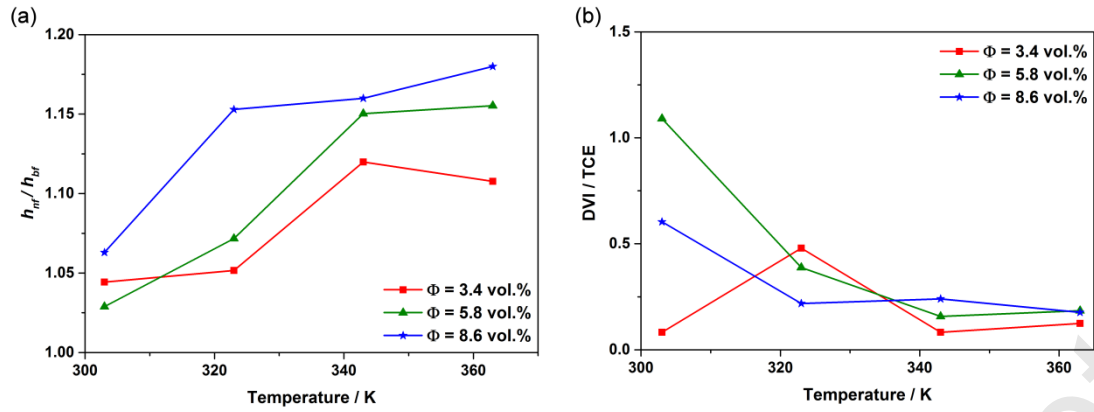 (a)
1.20
1.15
1.10
1.05
1.00
h_nf / h_bf
Φ = 3.4 vol.%
Φ = 5.8 vol.%
Φ = 8.6 vol.%
300
320
340
360
Temperature / K
(b)
1.5
1.0
0.5
0.0
DVI / TCE
Φ = 3.4 vol.%
Φ = 5.8 vol.%
Φ = 8.6 vol.%
300
320
340
360
Temperature / K